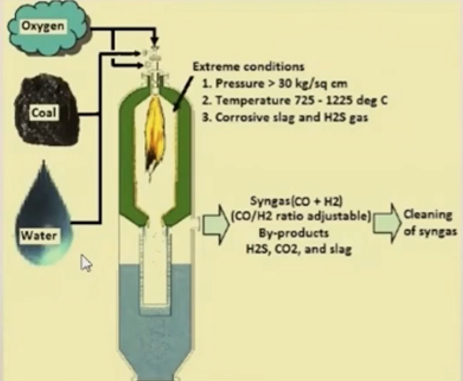 Oxygen
Extreme conditions
1. Pressure > 30 kg/sq cm
2. Temperature 725 - 1225 deg C
3. Corrosive slag and H2S gas
Coal
Syngas(CO + H2)
(CO/H2 ratio adjustable)
By-products
H2S, CO2, and slag
Cleaning
of syngas
Water